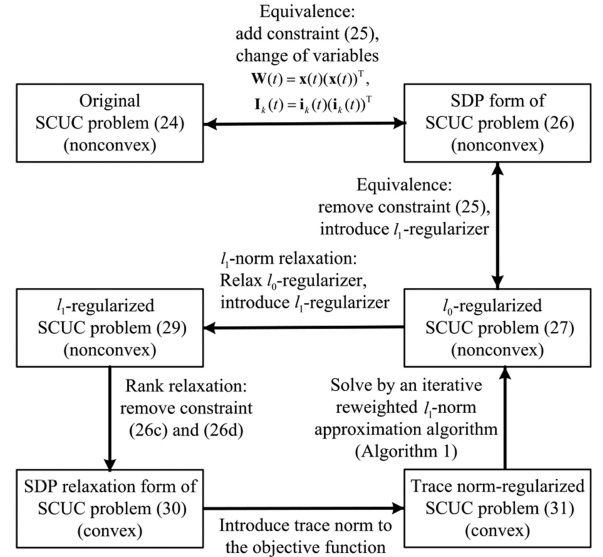 Equivalence:
add constraint (25),
change of variables
W(t) = x(t)(x(t))ᵀ,
Iₖ(t) = iₖ(t)(iₖ(t))ᵀ
Original
SCUC problem (24)
(nonconvex)
SDP form of
SCUC problem (26)
(nonconvex)
Equivalence:
remove constraint (25),
introduce l₁-regularizer
l₁-norm relaxation:
Relax l₀-regularizer,
introduce l₁-regularizer
l₁-regularized
SCUC problem (29)
(nonconvex)
l₀-regularized
SCUC problem (27)
(nonconvex)
Rank relaxation:
remove constraint
(26c) and (26d)
Solve by an iterative
reweighted l₁-norm
approximation algorithm
(Algorithm 1)
SDP relaxation form of
SCUC problem (30)
(convex)
Introduce trace norm to
the objective function
Trace norm-regularized
SCUC problem (31)
(convex)